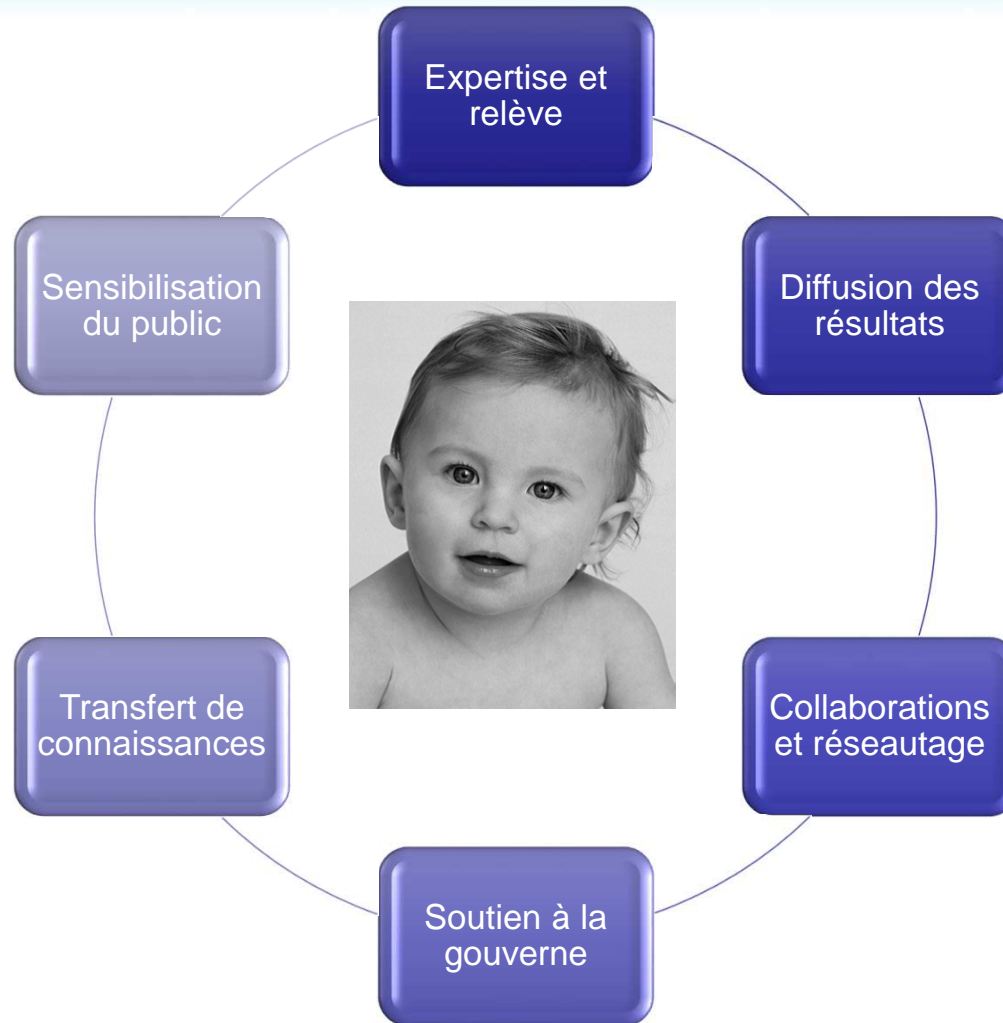 Expertise et
relève
Diffusion des
résultats
Collaborations
et réseautage
Soutien à la
gouverne
Transfert de
connaissances
Sensibilisation
du public